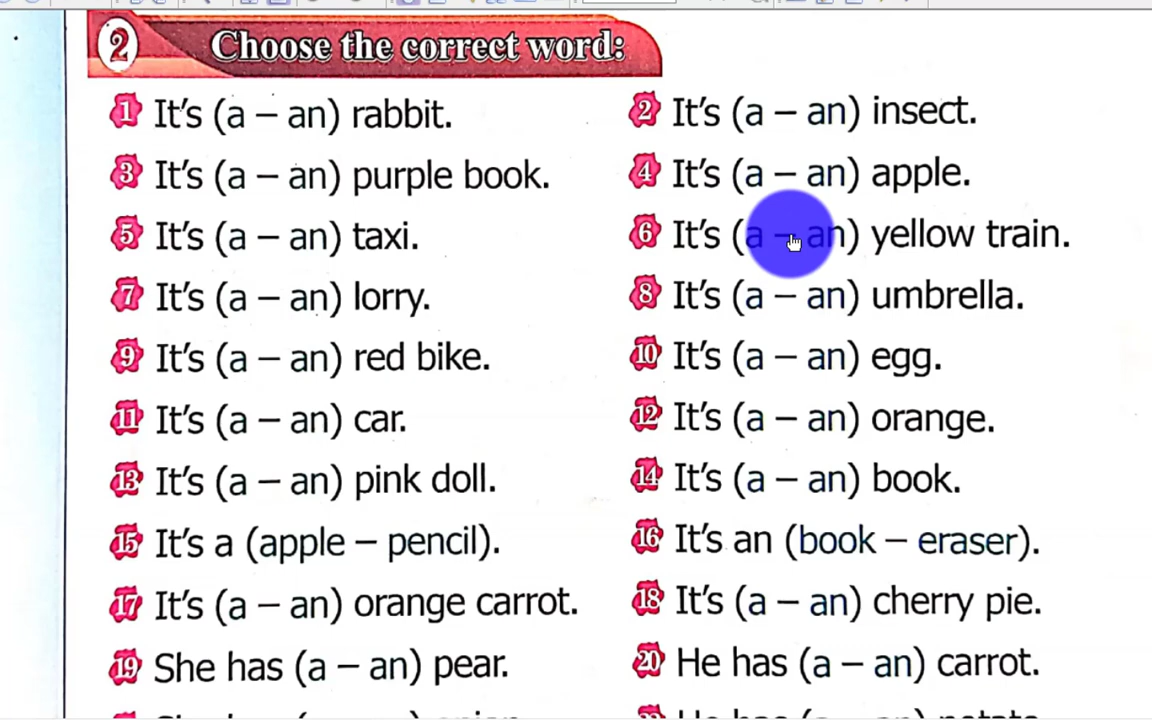 2 Choose the correct word:
1 It's (a – an) rabbit.
2 It's (a – an) insect.
3 It's (a – an) purple book.
4 It's (a – an) apple.
5 It's (a – an) taxi.
6 It's (a – an) yellow train.
7 It's (a – an) lorry.
8 It's (a – an) umbrella.
9 It's (a – an) red bike.
10 It's (a – an) egg.
11 It's (a – an) car.
12 It's (a – an) orange.
13 It's (a – an) pink doll.
14 It's (a – an) book.
15 It's a (apple – pencil).
16 It's an (book – eraser).
17 It's (a – an) orange carrot.
18 It's (a – an) cherry pie.
19 She has (a – an) pear.
20 He has (a – an) carrot.